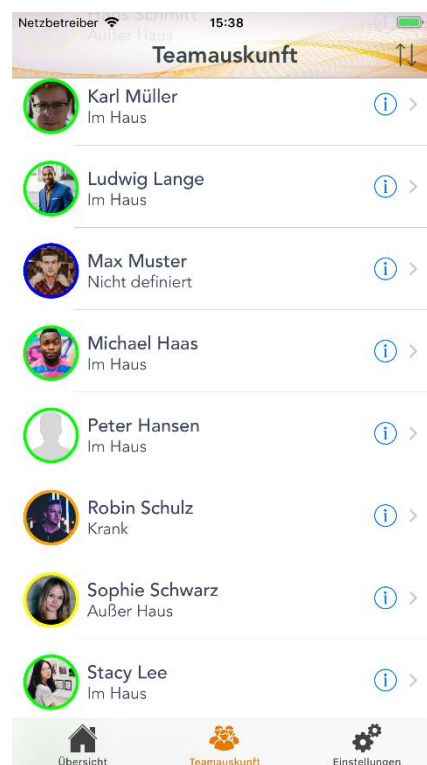 Netzbetreiber 15:38
Hans Schmitt
Außer Haus
Teamauskunft
Karl Müller
Im Haus
Ludwig Lange
Im Haus
Max Muster
Nicht definiert
Michael Haas
Im Haus
Peter Hansen
Im Haus
Robin Schulz
Krank
Sophie Schwarz
Außer Haus
Stacy Lee
Im Haus
Übersicht
Teamauskunft
Einstellungen